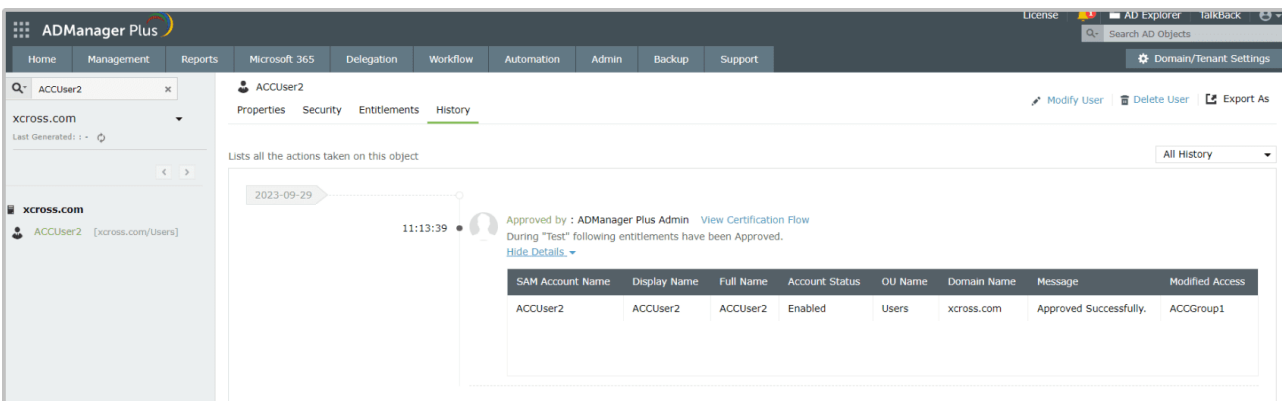 License AD Explorer TalkBack
ADManager Plus
Search AD Objects
Home Management Reports Microsoft 365 Delegation Workflow Automation Admin Backup Support Domain/Tenant Settings
ACCUser2 ×
xcross.com
Last Generated: : -
ACCUser2
Properties Security Entitlements History
Modify User Delete User Export As
Lists all the actions taken on this object
All History
xcross.com
ACCUser2 [xcross.com/Users]
2023-09-29
11:13:39
Approved by : ADManager Plus Admin View Certification Flow
During "Test" following entitlements have been Approved.
Hide Details
SAM Account Name Display Name Full Name Account Status OU Name Domain Name Message Modified Access
ACCUser2 ACCUser2 ACCUser2 Enabled Users xcross.com Approved Successfully. ACCGroup1